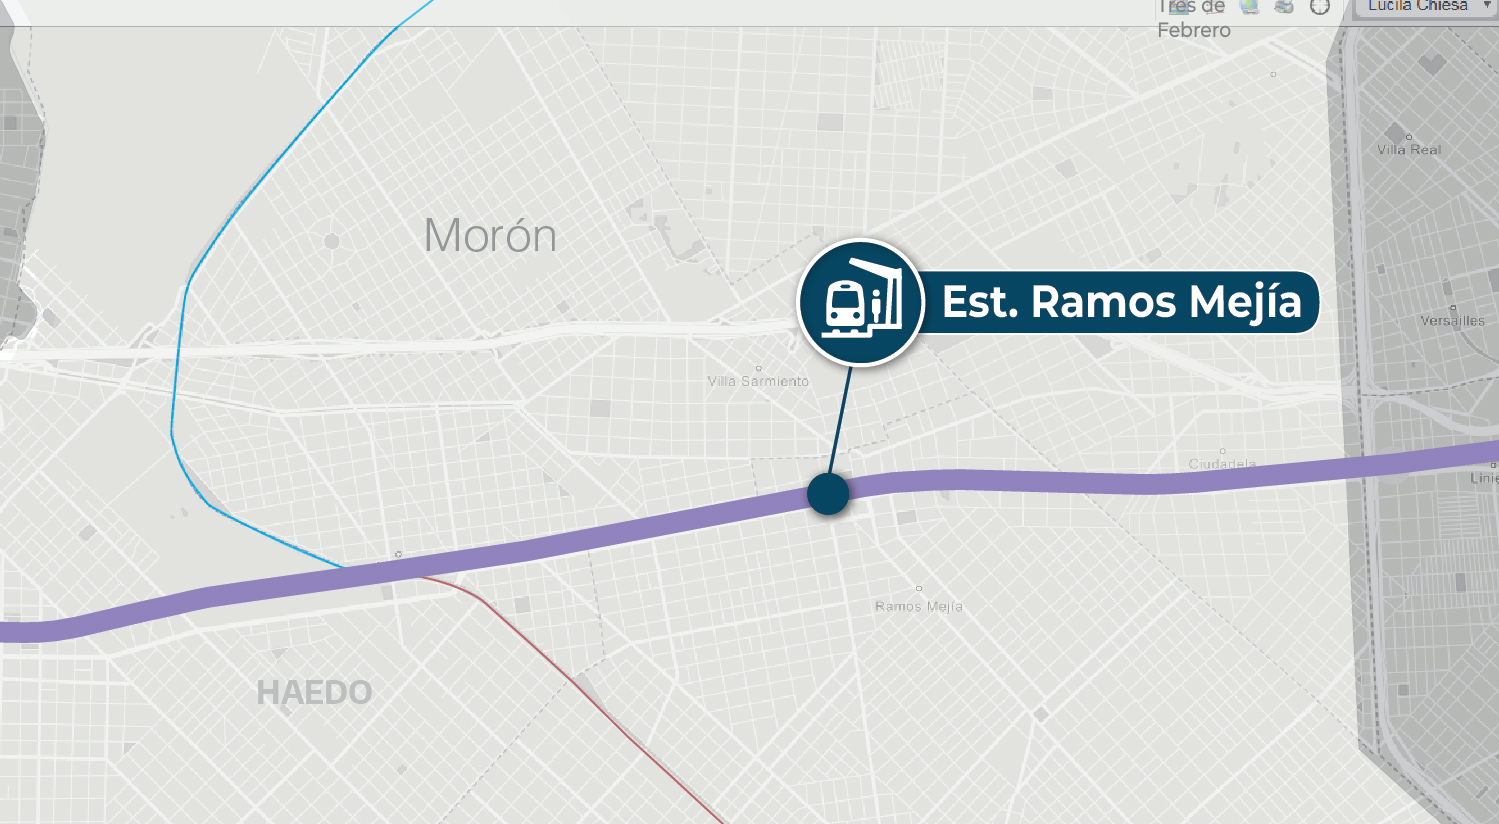 Tres de
Febrero
Lucila Chiesa
Villa Real
Morón
Est. Ramos Mejía
Versailles
Villa Sarmiento
Ciudadela
Ramos Mejía
HAEDO